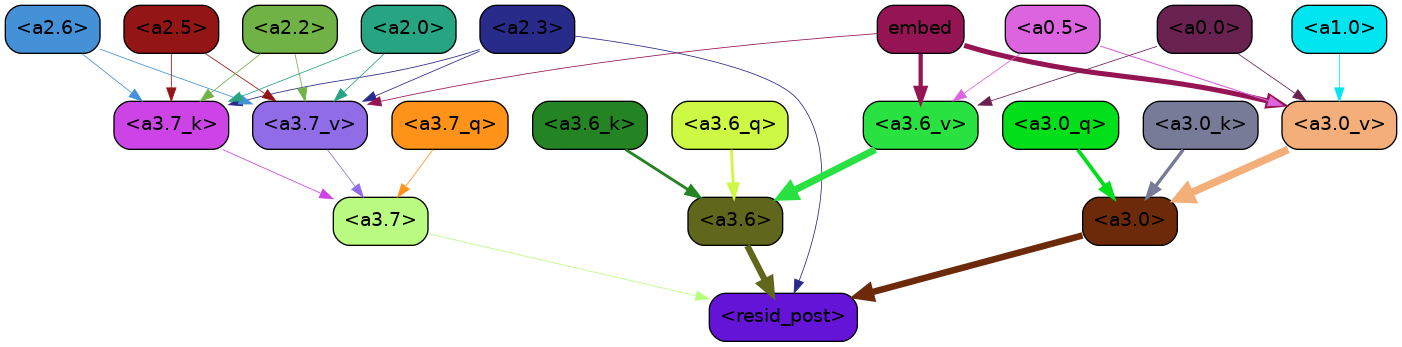 <a2.6> <a2.5> <a2.2> <a2.0> <a2.3> embed <a0.5> <a0.0> <a1.0>
<a3.7_k> <a3.7_v> <a3.7_q> <a3.6_k> <a3.6_q> <a3.6_v> <a3.0_q> <a3.0_k> <a3.0_v>
<a3.7> <a3.6> <a3.0>
<resid_post>